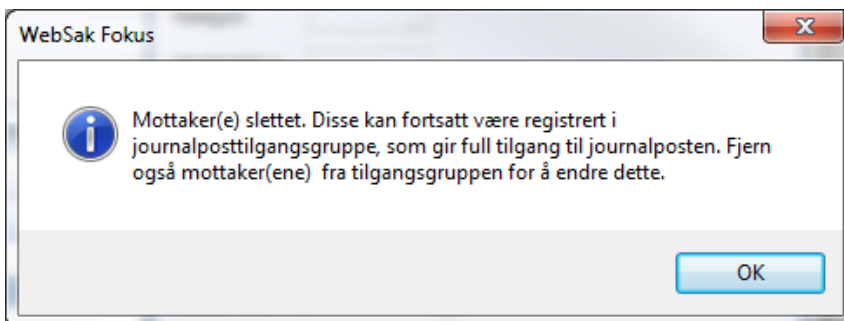 WebSak Fokus
Mottaker(e) slettet. Disse kan fortsatt være registrert i
journalposttilgangsgruppe, som gir full tilgang til journalposten. Fjern
også mottaker(ene)  fra tilgangsgruppen for å endre dette.
OK